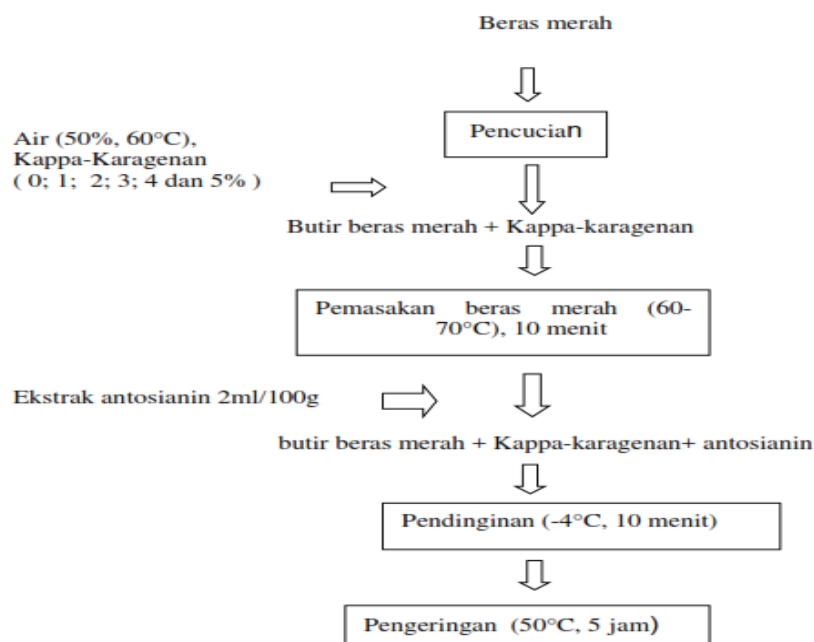 Beras merah
Pencucian
Air (50%, 60°C),
Kappa-Karagenan
( 0; 1; 2; 3; 4 dan 5% )
Butir beras merah + Kappa-karagenan
Pemasakan beras merah (60-
70°C), 10 menit
Ekstrak antosianin 2ml/100g
butir beras merah + Kappa-karagenan+ antosianin
Pendinginan (-4°C, 10 menit)
Pengeringan (50°C, 5 jam)